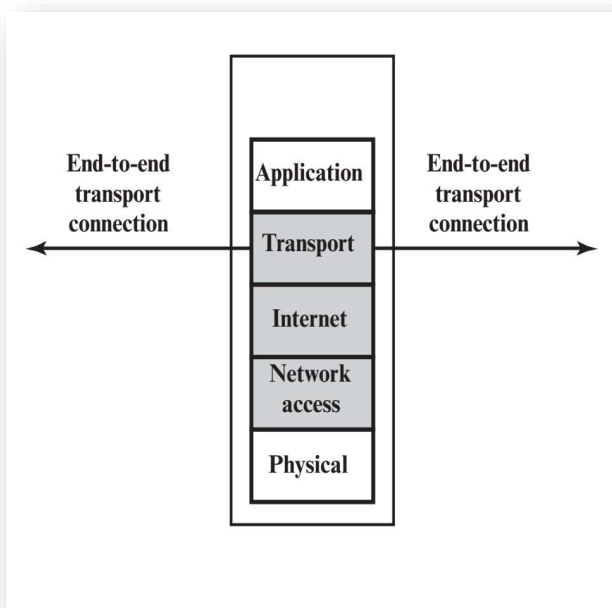 End-to-end
transport
connection
Application
Transport
Internet
Network
access
Physical
End-to-end
transport
connection